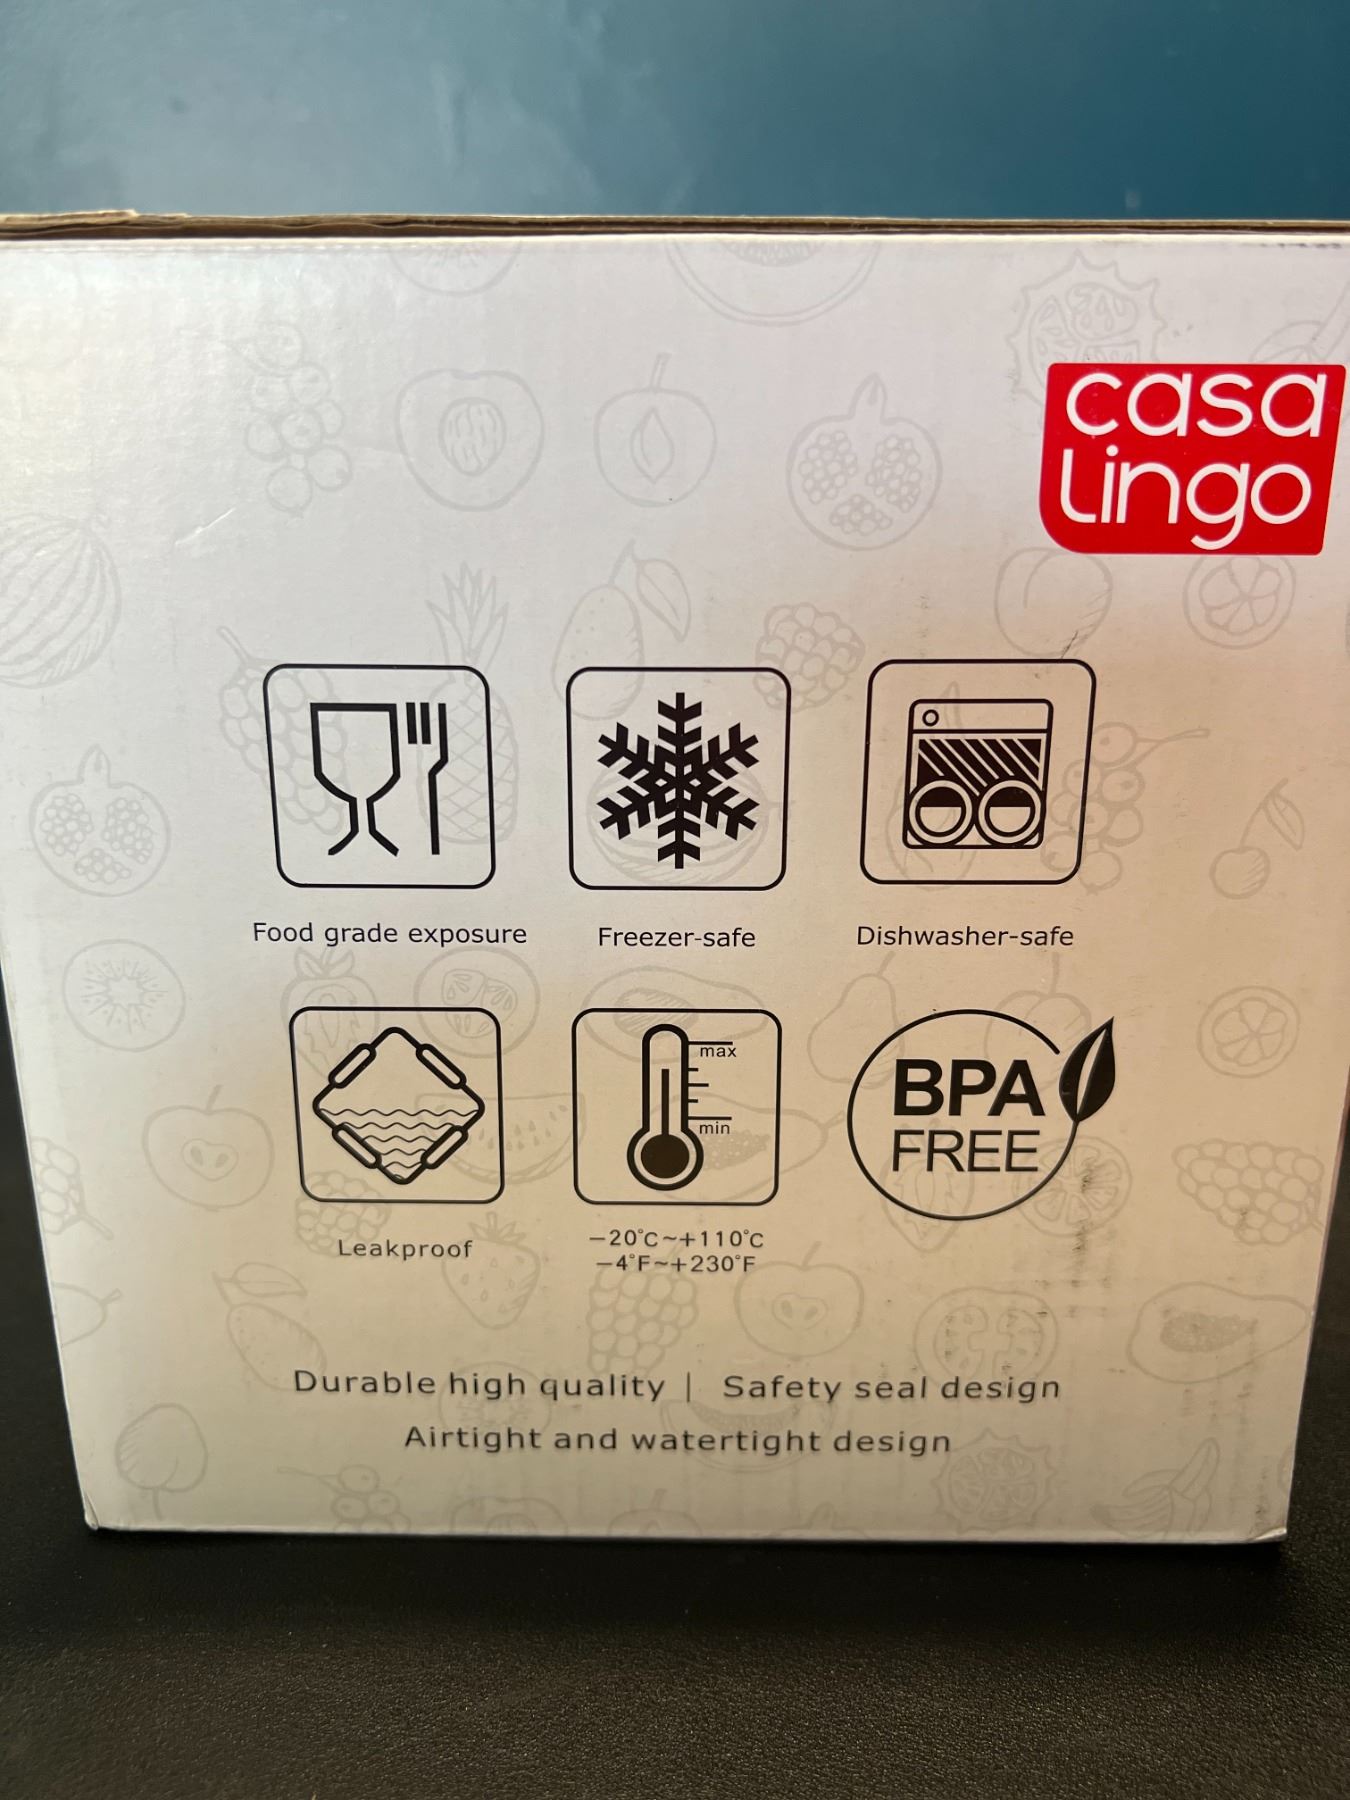 casa
lingo
Food grade exposure
Freezer-safe
Dishwasher-safe
max
min
BPA
FREE
Leakproof
−20°C~+110°C
−4°F~+230°F
Durable high quality | Safety seal design
Airtight and watertight design